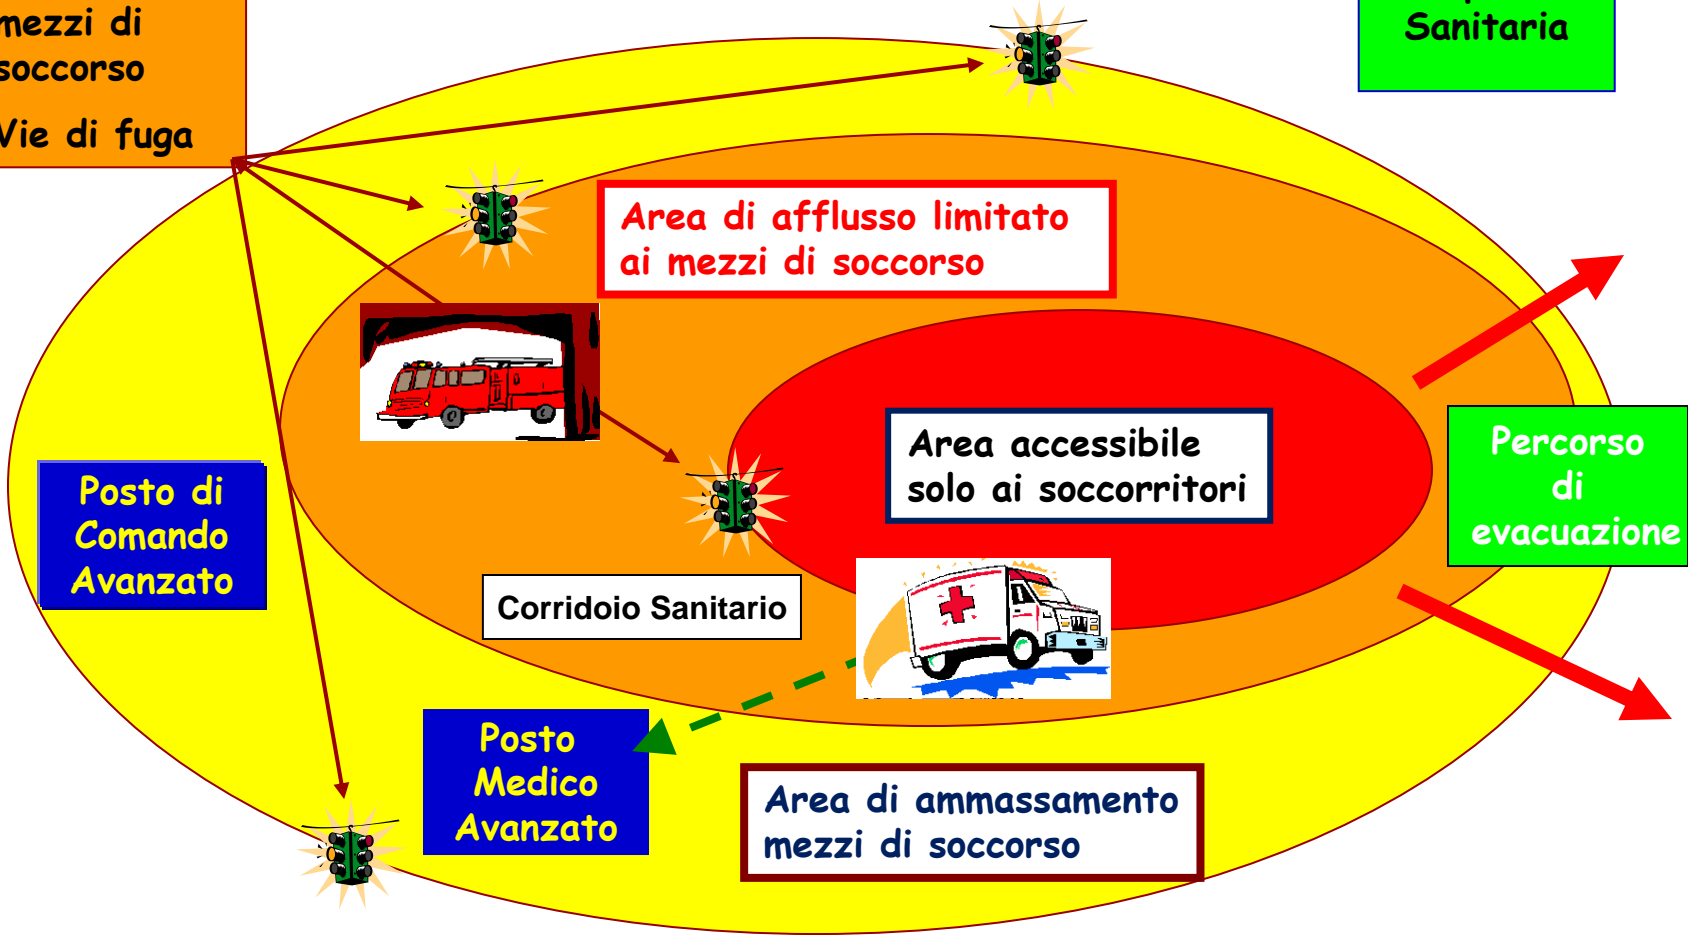 mezzi di
soccorso
Vie di fuga
Sanitaria
Area di afflusso limitato
ai mezzi di soccorso
Area accessibile
solo ai soccorritori
Percorso
di
evacuazione
Posto di
Comando
Avanzato
Corridoio Sanitario
Posto
Medico
Avanzato
Area di ammassamento
mezzi di soccorso